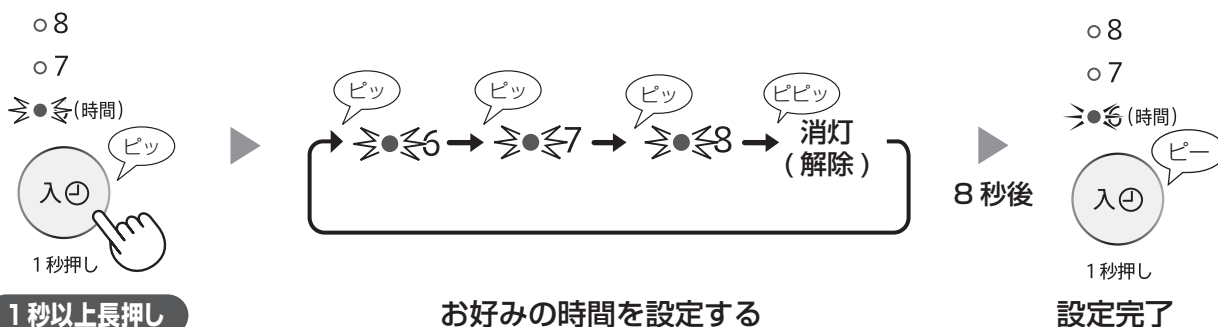 8
7
6(時間)
ピッ
入
1秒押し
1秒以上長押し
ピッ
ピッ
ピッ
ピピッ
6
7
8
消灯
(解除)
お好みの時間を設定する
8秒後
8
7
6(時間)
ピー
入
1秒押し
設定完了